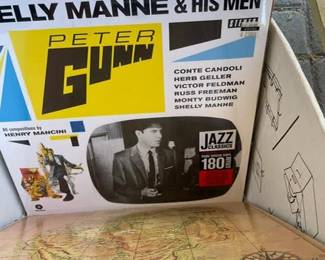 ELLY MANNE & HIS MEN
PETER
GUNN
CONTE CANDOLI
HERB GELLER
VICTOR FELDMAN
RUSS FREEMAN
MONTY BUDWIG
SHELLY MANNE
compositions by
HENRY MANCINI
JAZZ
CLASSICS
180